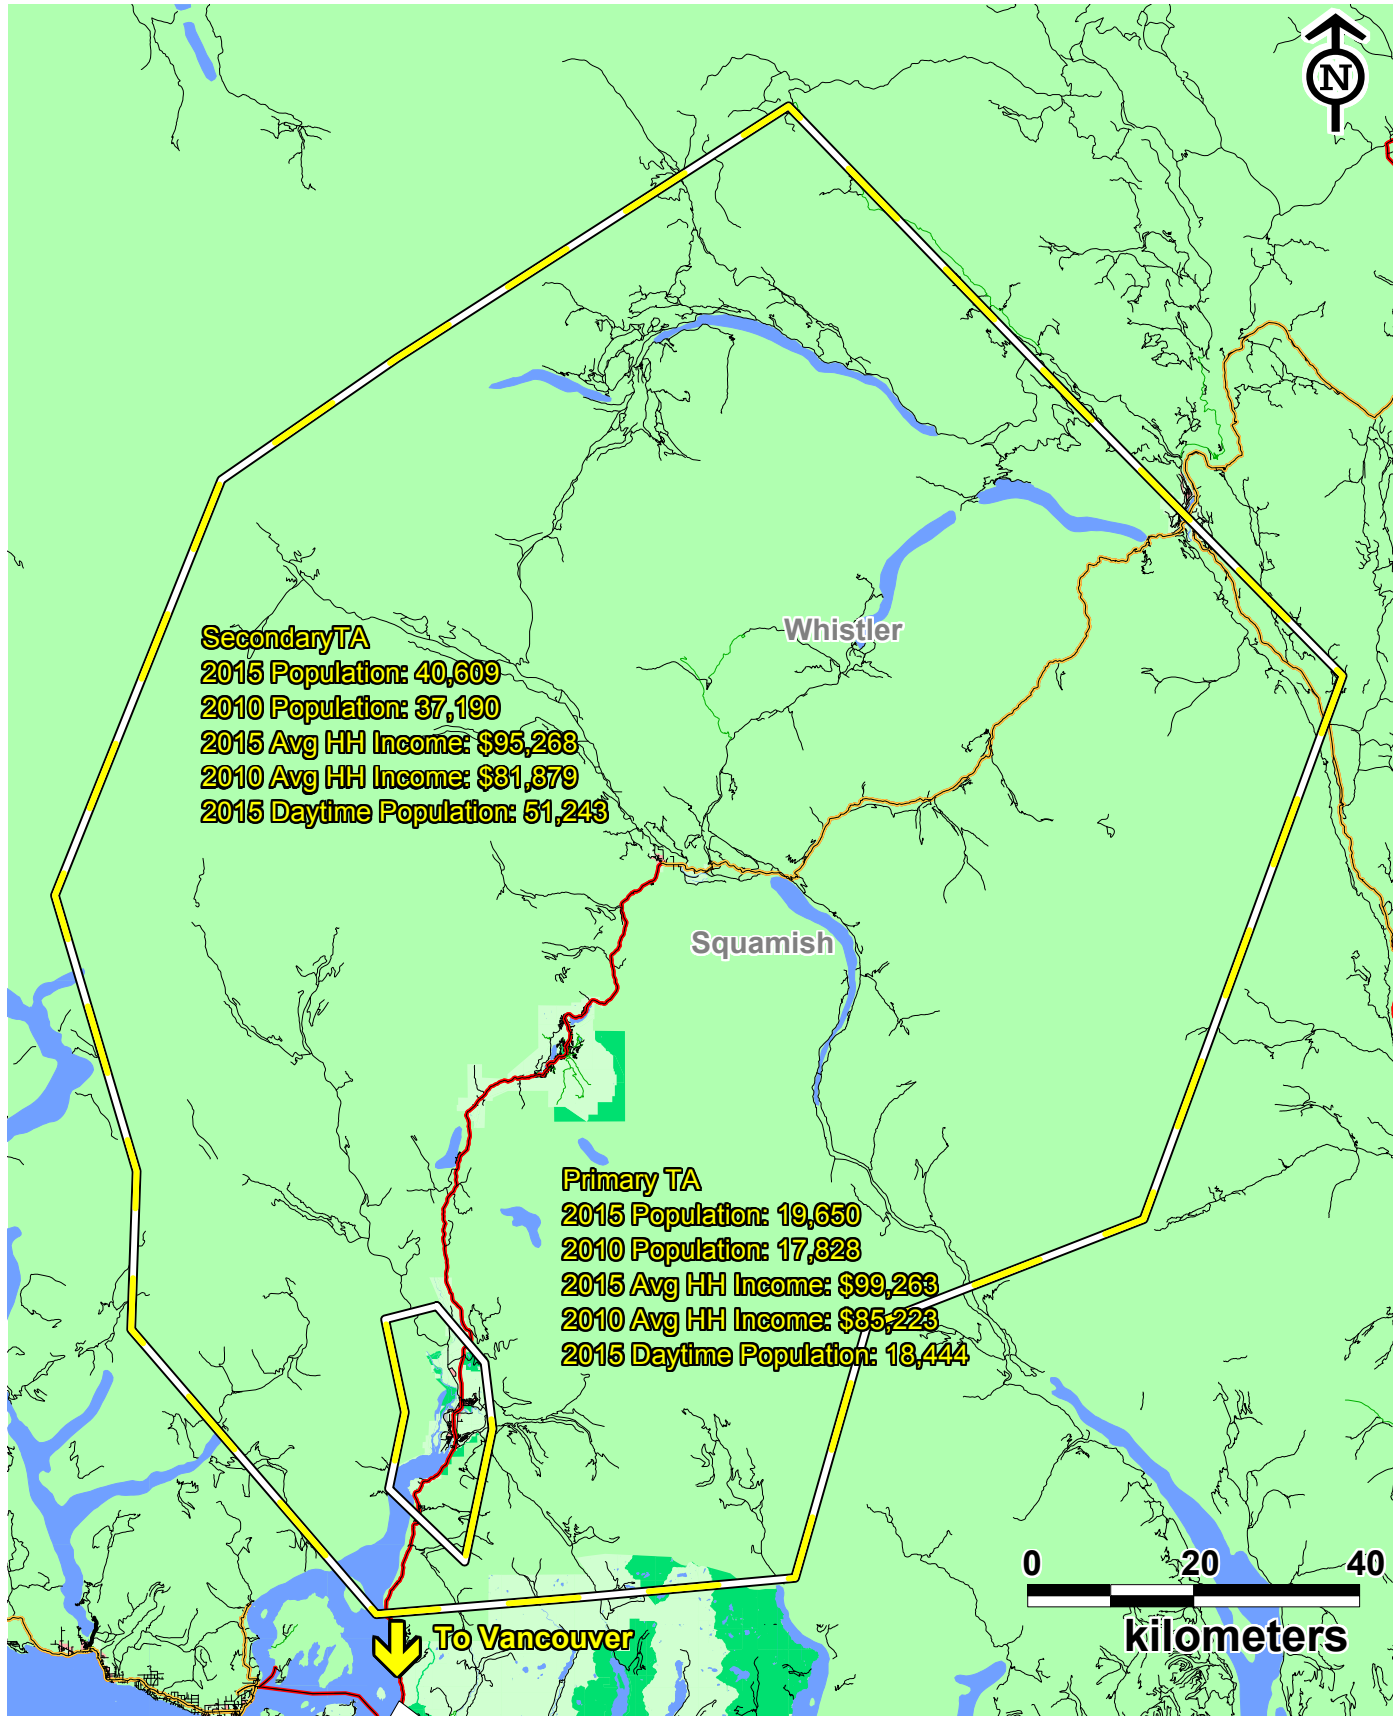 N
SecondaryTA
2015 Population: 40,609
2010 Population: 37,190
2015 Avg HH Income: $95,268
2010 Avg HH Income: $81,879
2015 Daytime Population: 51,243
Whistler
Squamish
Primary TA
2015 Population: 19,650
2010 Population: 17,828
2015 Avg HH Income: $99,263
2010 Avg HH Income: $85,223
2015 Daytime Population: 18,444
0 20 40
kilometers
To Vancouver